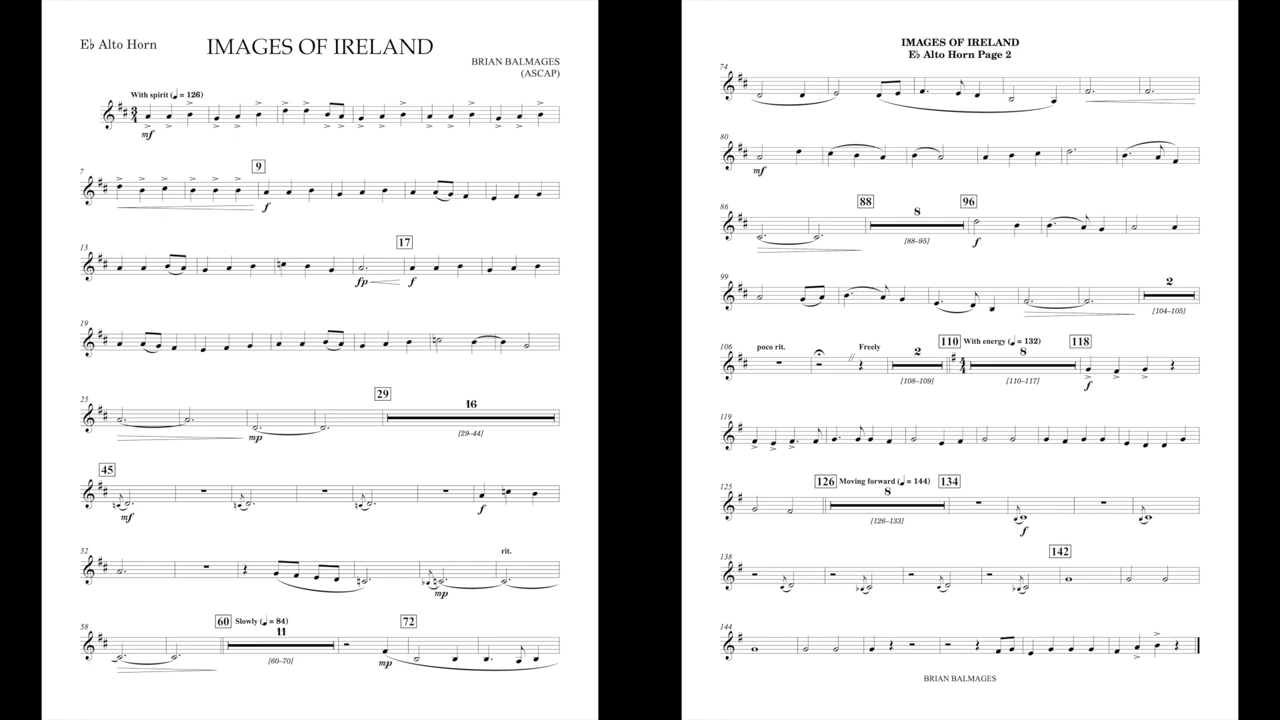 E♭ Alto Horn
IMAGES OF IRELAND
BRIAN BALMAGES
(ASCAP)
With spirit (♩ = 126)
3
4
mf
7
9
f
13
17
fp
f
19
25
29
16
mp
[29–44]
45
mf
f
52
rit.
mp
58
60
Slowly (♩ = 84)
11
72
[60–70]
mp
IMAGES OF IRELAND
E♭ Alto Horn Page 2
74
80
mf
86
88
8
96
[88–95]
f
99
2
[104–105]
106
poco rit.
Freely
2
110
With energy (♩ = 132)
8
118
4
4
[108–109]
[110–117]
f
119
125
126
Moving forward (♩ = 144)
8
134
[126–133]
f
138
142
144
BRIAN BALMAGES